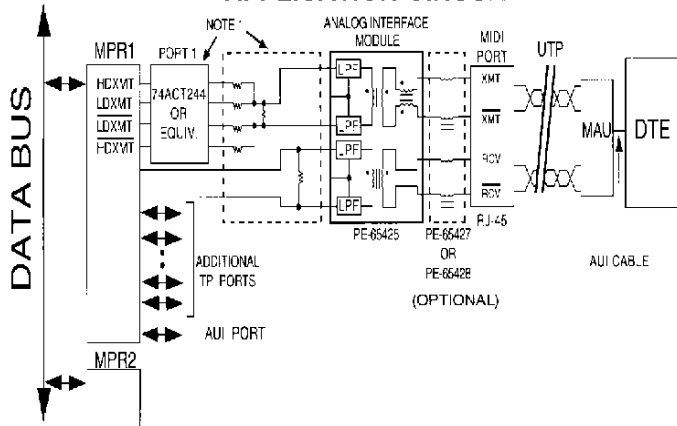 DATA BUS
MPR1
HDXMT
LDXMT
LDXMT
HDXMT
PORT 1
74ACT244
OR
EQUIV.
NOTE 1
ANALOG INTERFACE
MODULE
LPF
LPF
LPF
LPF
PE-65425
PE-65427
OR
PE-65428
(OPTIONAL)
MIDI
PORT
XMT
XMT
RCV
RCV
RJ-45
UTP
MAU
DTE
AUI CABLE
ADDITIONAL
TP PORTS
AUI PORT
MPR2